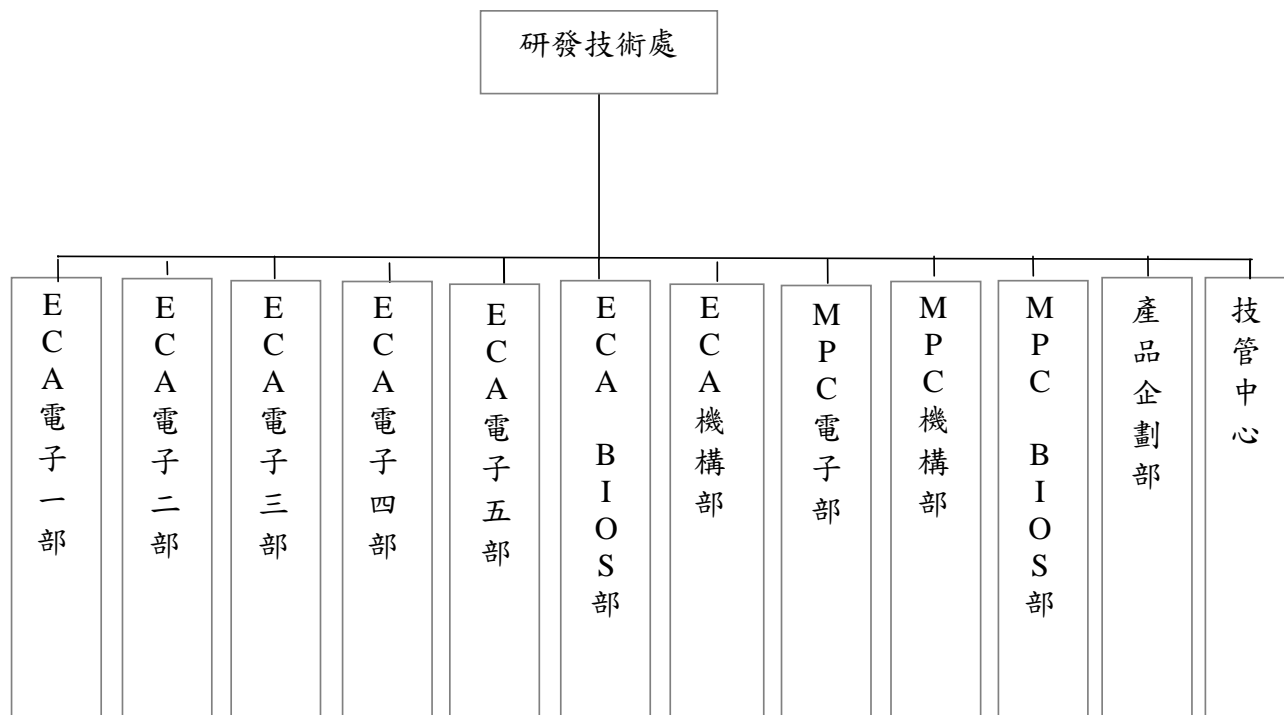 研發技術處
ECA電子一部
ECA電子二部
ECA電子三部
ECA電子四部
ECA電子五部
ECA BIOS部
ECA機構部
MPC電子部
MPC機構部
MPC BIOS部
產品企劃部
技管中心